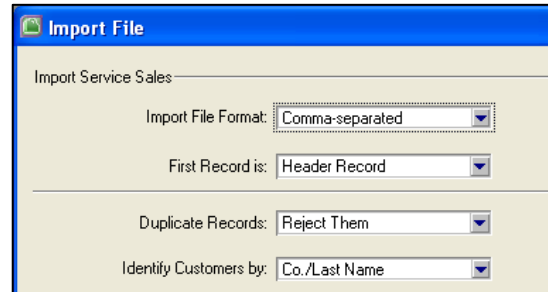 Import File
Import Service Sales
Import File Format: Comma-separated
First Record is: Header Record
Duplicate Records: Reject Them
Identify Customers by: Co./Last Name